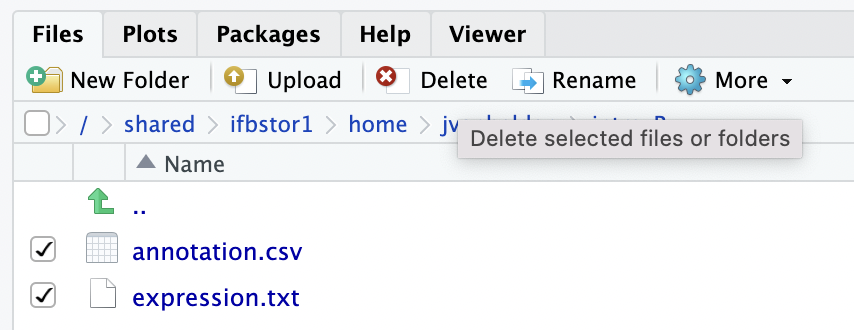 Files Plots Packages Help Viewer
New Folder Upload Delete Rename More
/ shared ifbstor1 home
Delete selected files or folders
Name
..
annotation.csv
expression.txt